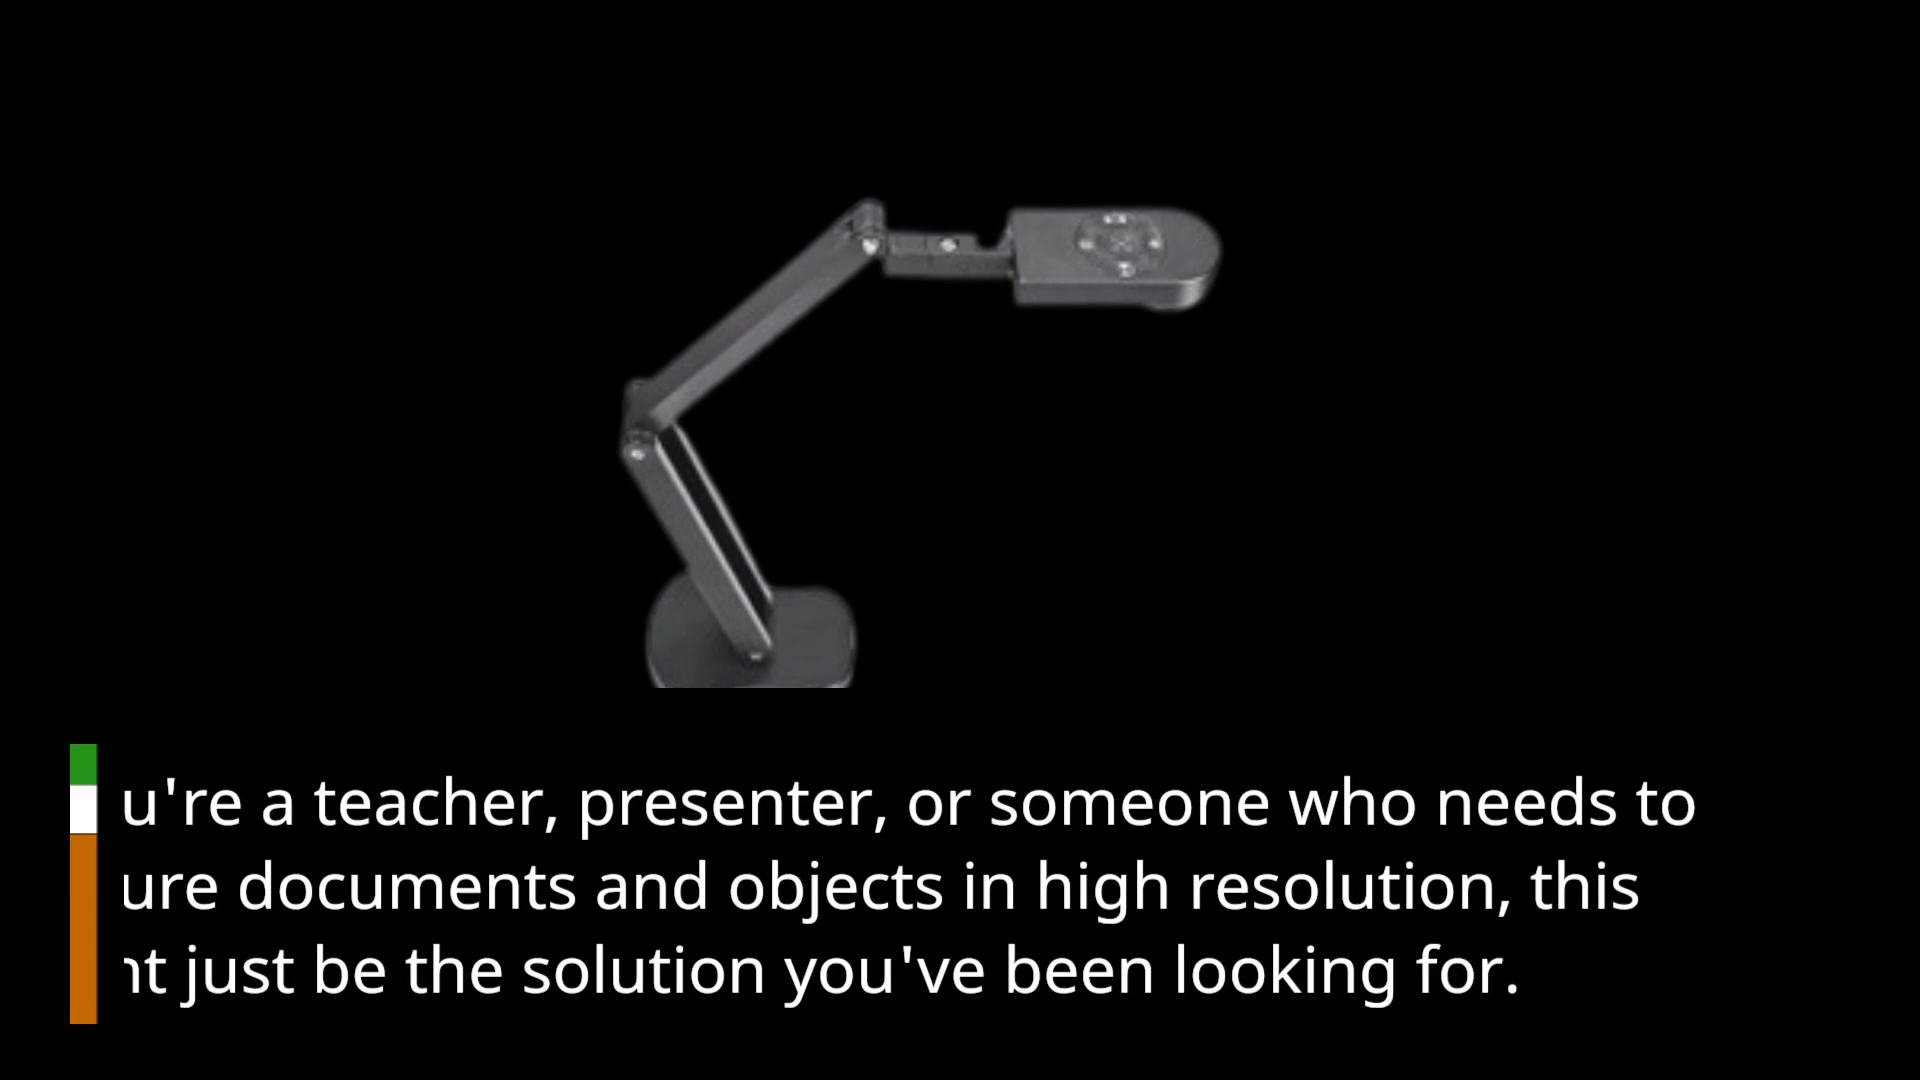 u're a teacher, presenter, or someone who needs to
ure documents and objects in high resolution, this
just be the solution you've been looking for.